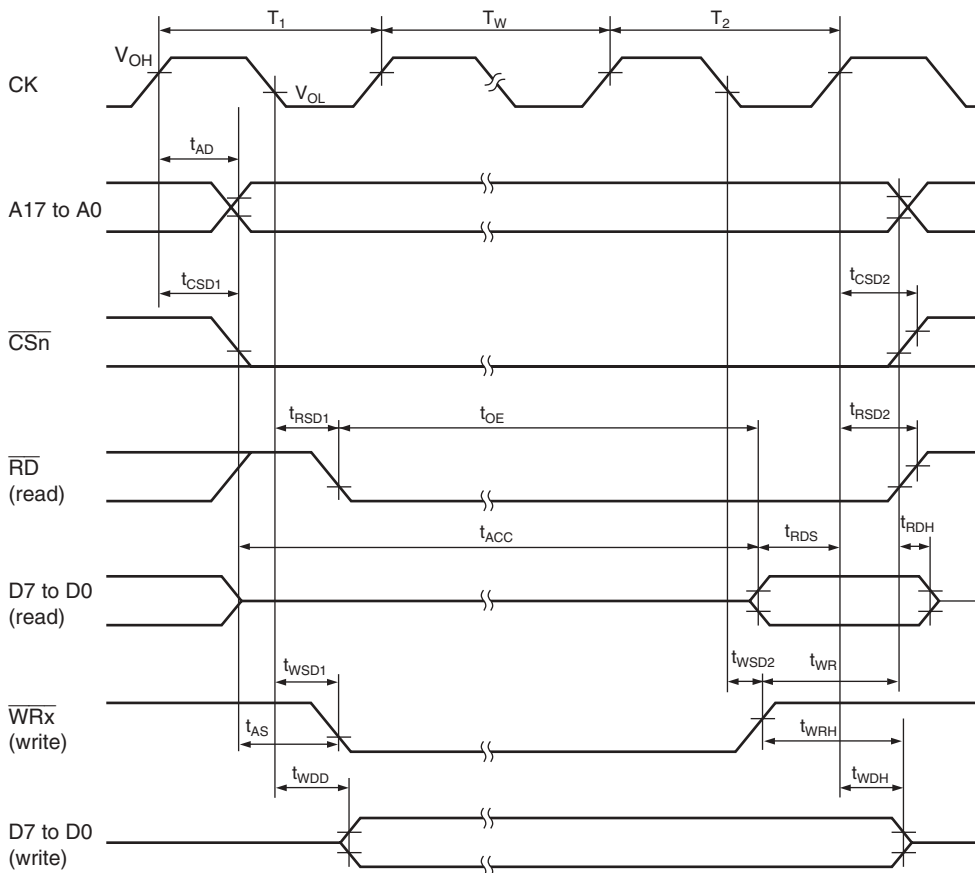 T1 TW T2
VOH
CK
VOL
tAD
A17 to A0
tCSD1 tCSD2
CSn
tRSD1 tOE tRSD2
RD
(read)
tACC tRDS tRDH
D7 to D0
(read)
tWSD1 tWSD2 tWR
WRx
(write)
tAS tWRH
tWDD tWDH
D7 to D0
(write)